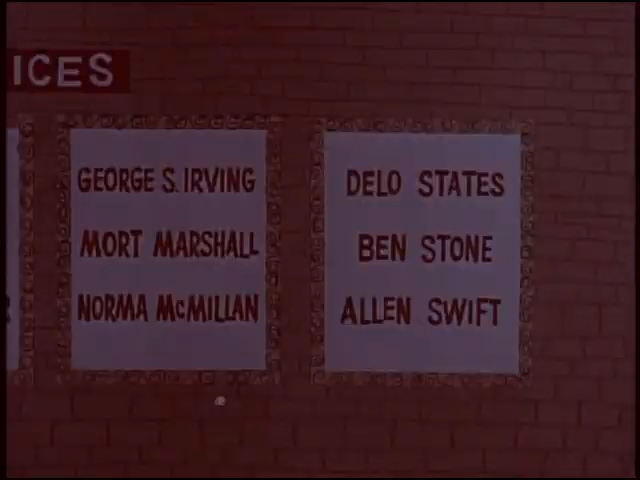 ICES
GEORGE S. IRVING
MORT MARSHALL
NORMA McMILLAN
DELO STATES
BEN STONE
ALLEN SWIFT